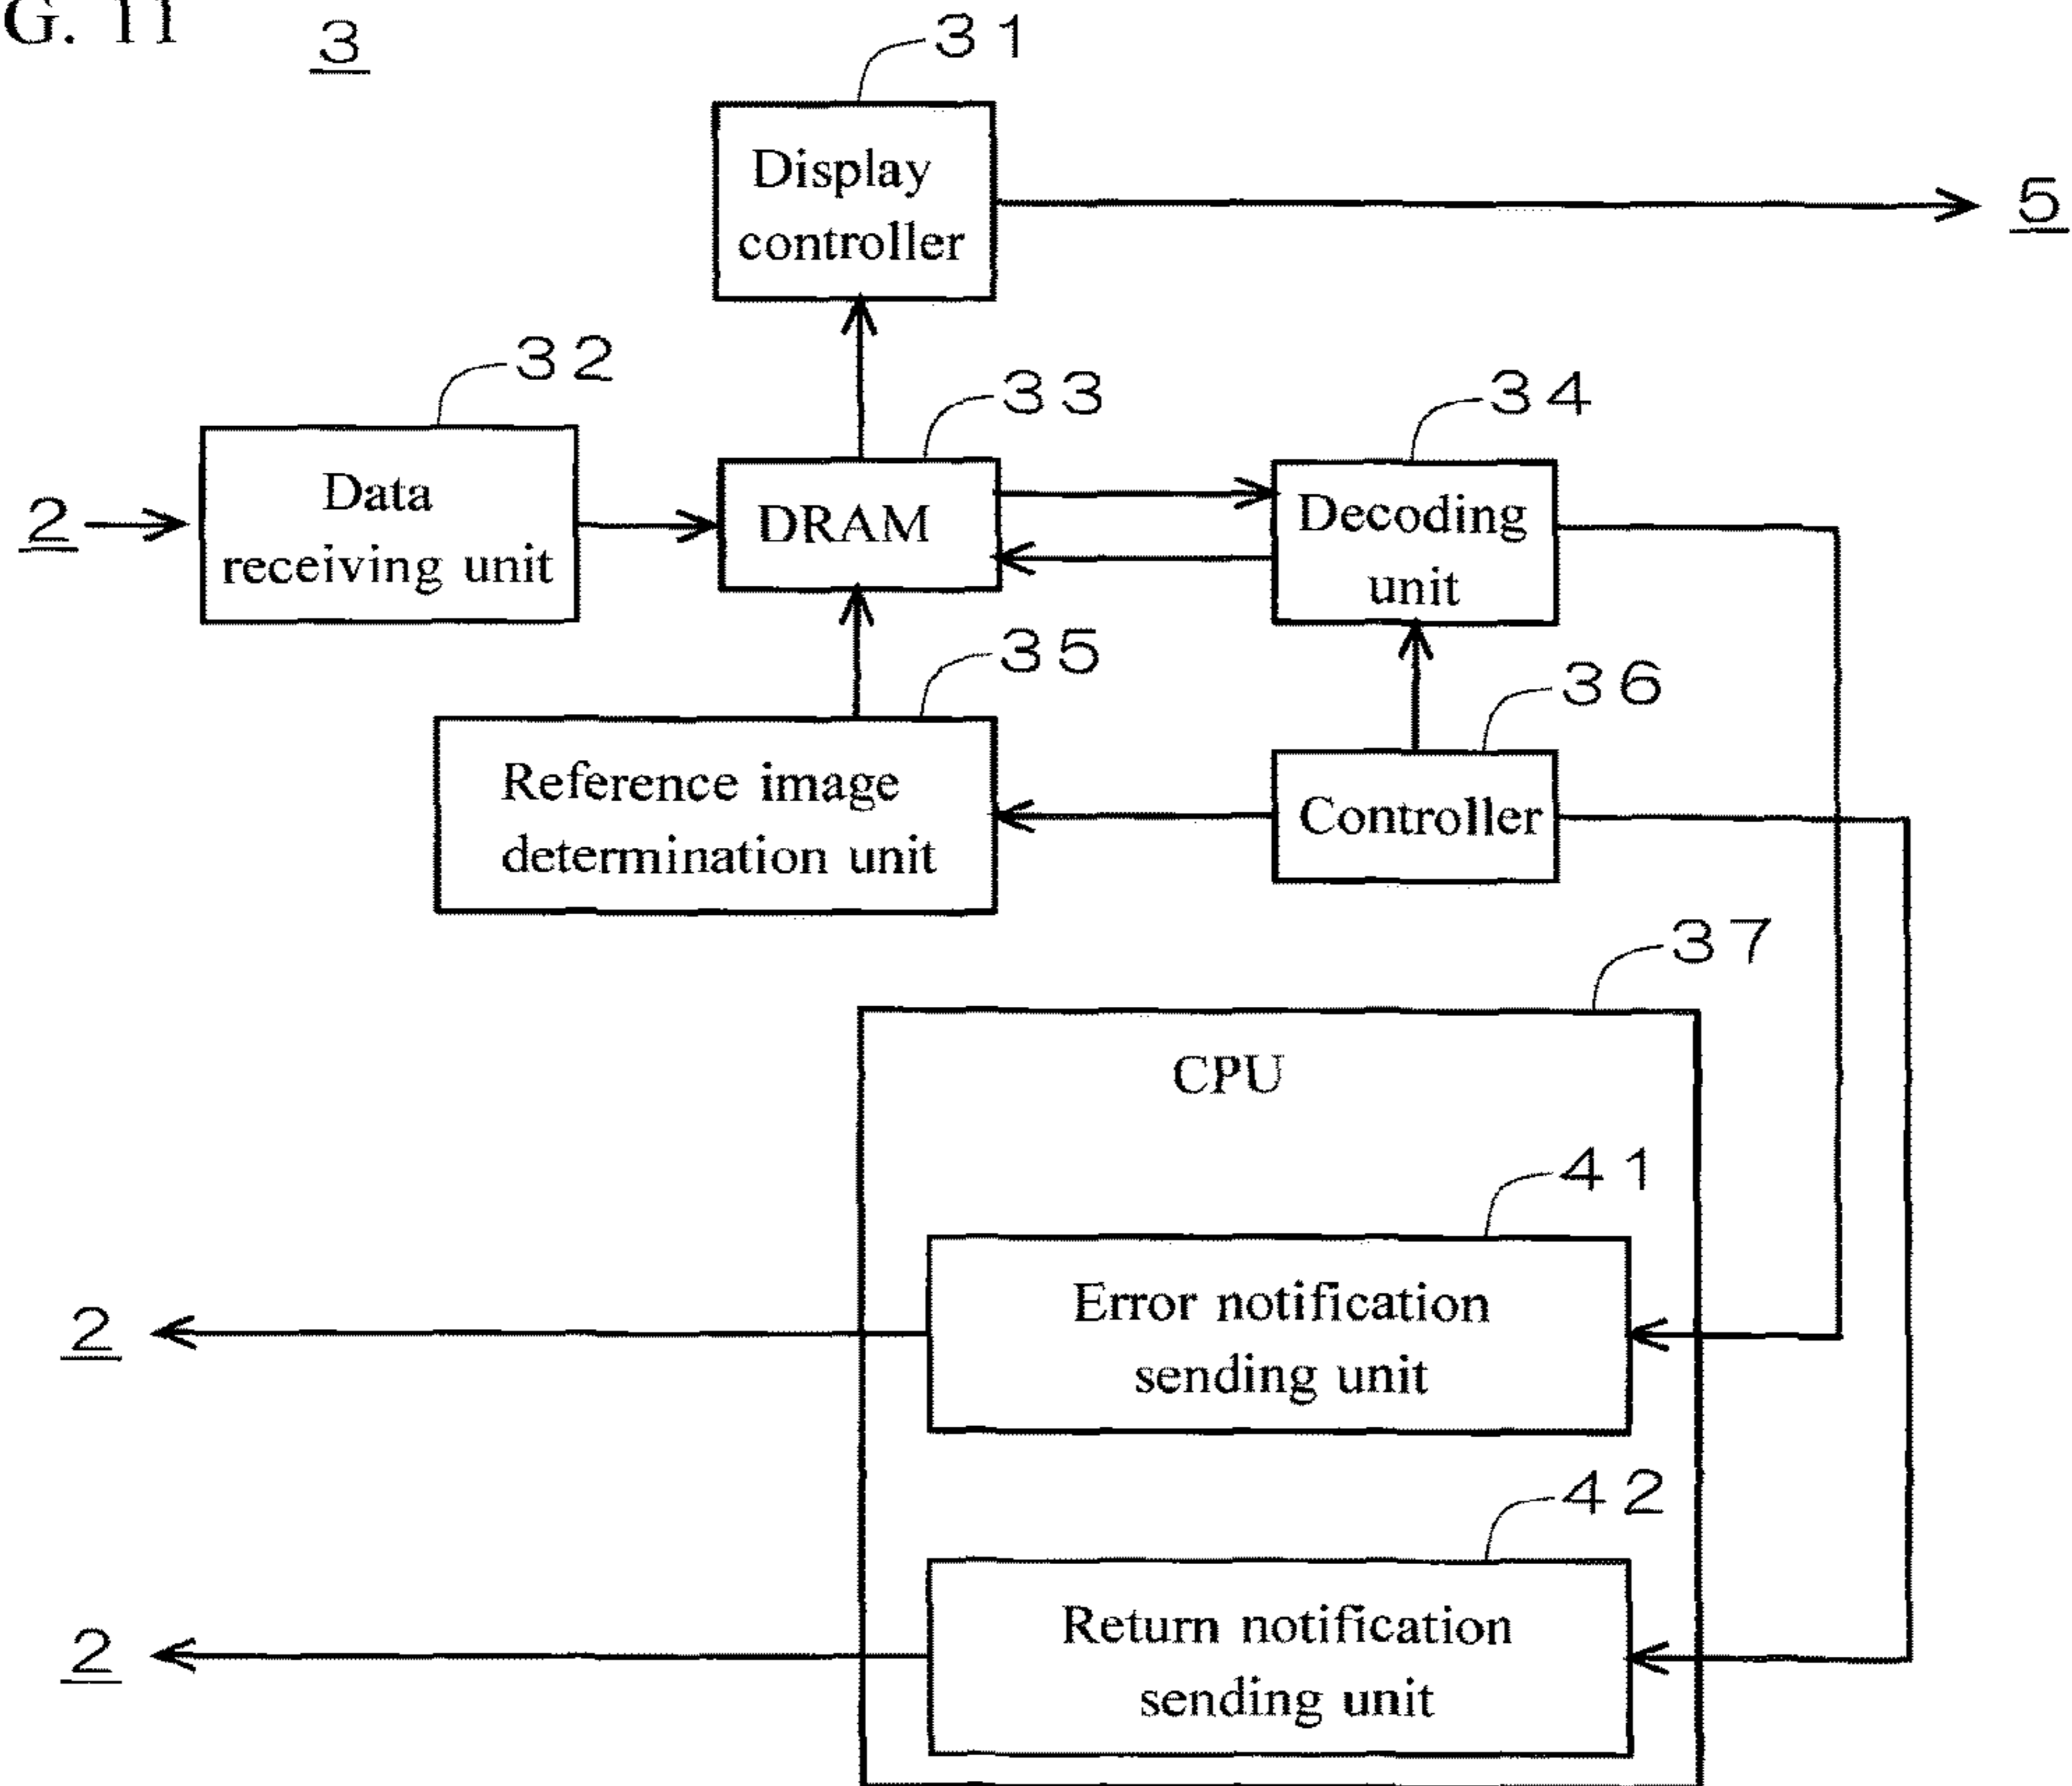 G. 11
3
31
Display
controller
5
32
33
34
2
Data
receiving unit
DRAM
Decoding
unit
35
36
Reference image
determination unit
Controller
37
CPU
41
2
Error notification
sending unit
42
2
Return notification
sending unit